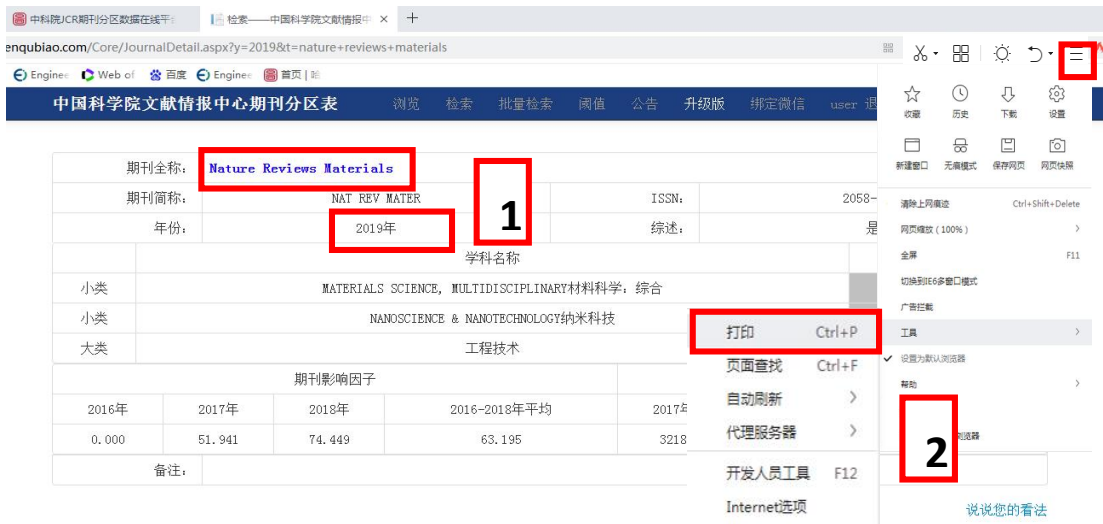 中科院JCR期刊分区数据在线平台
检索——中国科学院文献情报中
enqubiao.com/Core/JournalDetail.aspx?y=2019&t=nature+reviews+materials
Engineer
Web of
百度
Engineer
首页 | 哈
中国科学院文献情报中心期刊分区表 浏览 检索 批量检索 阈值 公告 升级版 绑定微信 user 退
期刊全称: Nature Reviews Materials
期刊简称: NAT REV MATER ISSN: 2058-
年份: 2019年 综述: 是
1
学科名称
小类 MATERIALS SCIENCE, MULTIDISCIPLINARY材料科学:综合
小类 NANOSCIENCE & NANOTECHNOLOGY纳米科技
大类 工程技术
期刊影响因子
2016年 2017年 2018年 2016-2018年平均 2017年
0.000 51.941 74.449 63.195 3218
备注:
收藏 历史 下载 设置
新建窗口 无痕模式 保存网页 网页快照
清除上网痕迹 Ctrl+Shift+Delete
网页缩放 ( 100% )
全屏 F11
切换到IE6多窗口模式
广告拦截
工具
设置为默认浏览器
帮助
浏览器
2
打印 Ctrl+P
页面查找 Ctrl+F
自动刷新
代理服务器
开发人员工具 F12
Internet选项
说说您的看法